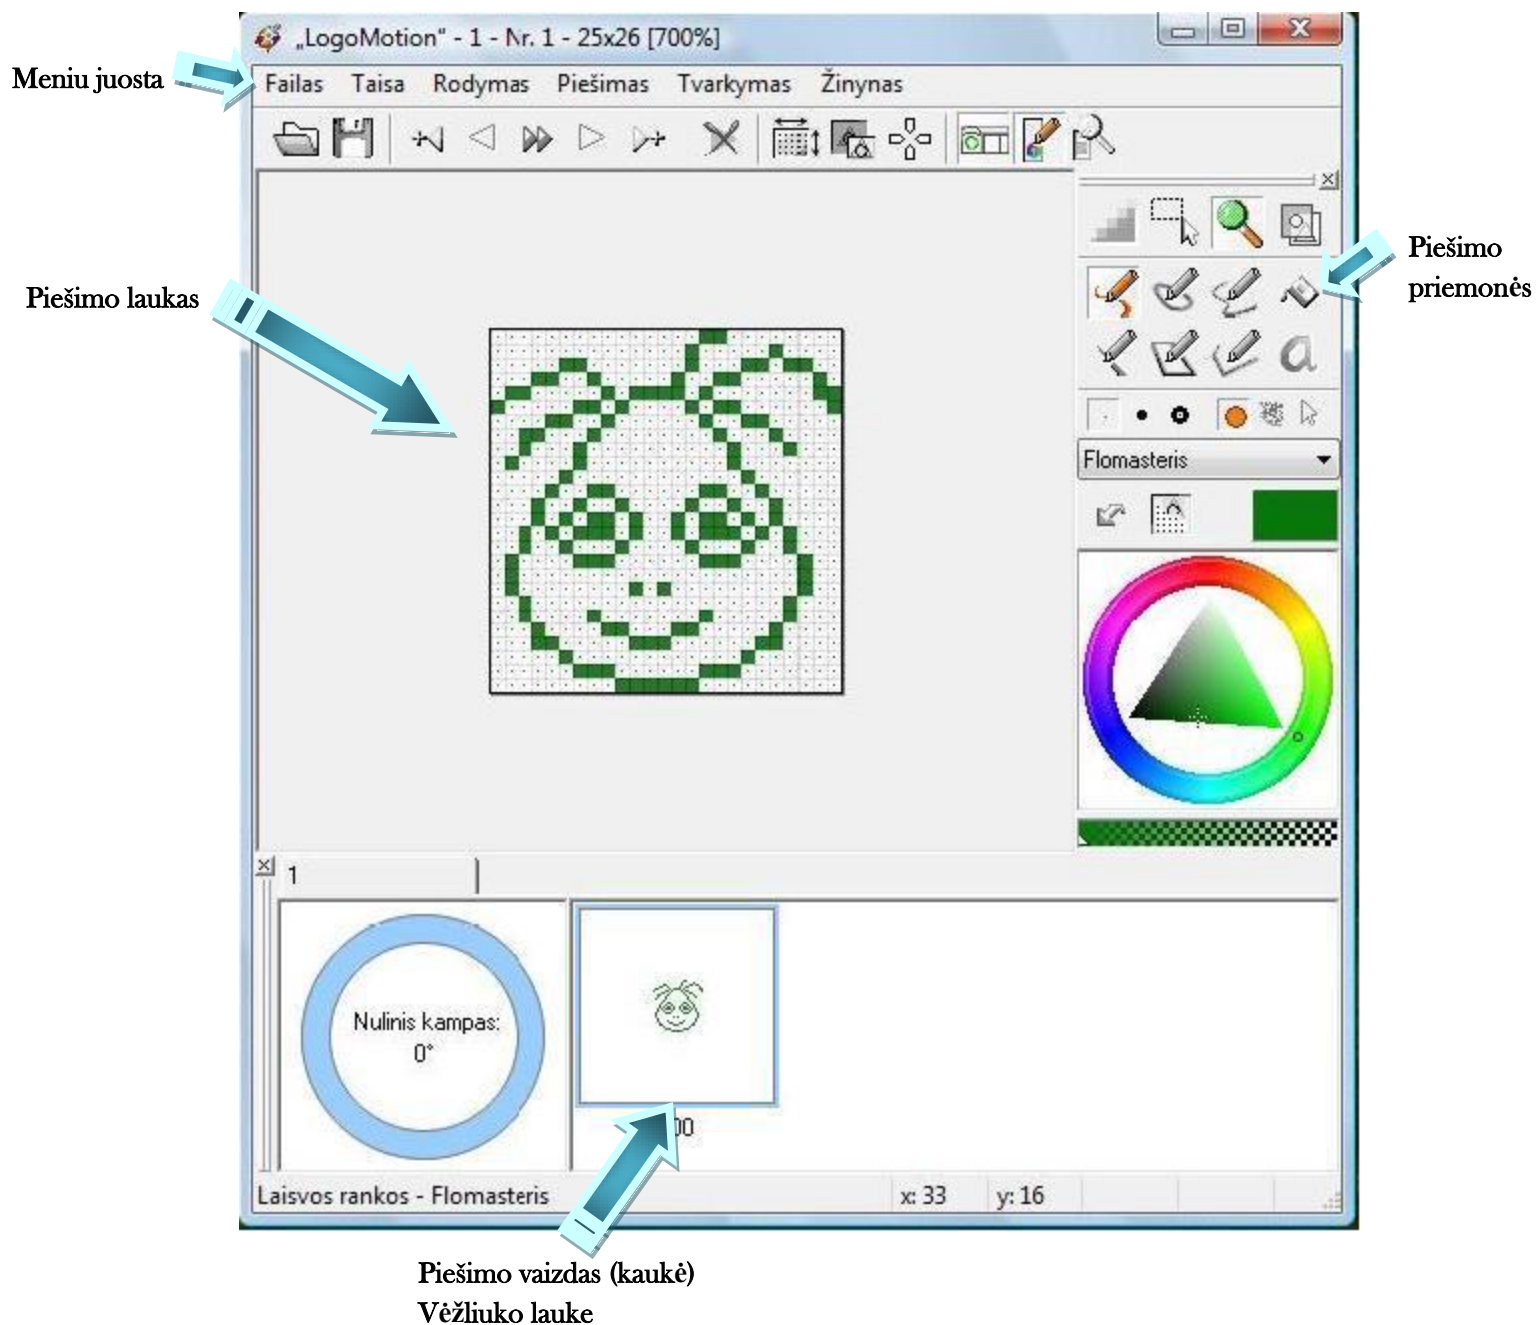 „LogoMotion“ - 1 - Nr. 1 - 25x26 [700%]
Meniu juosta
Failas Taisa Rodymas Piešimas Tvarkymas Žinynas
Piešimo
priemonės
Piešimo laukas
Flomasteris
1
Nulinis kampas:
0°
Laisvos rankos - Flomasteris x: 33 y: 16
Piešimo vaizdas (kaukė)
Vėžliuko lauke